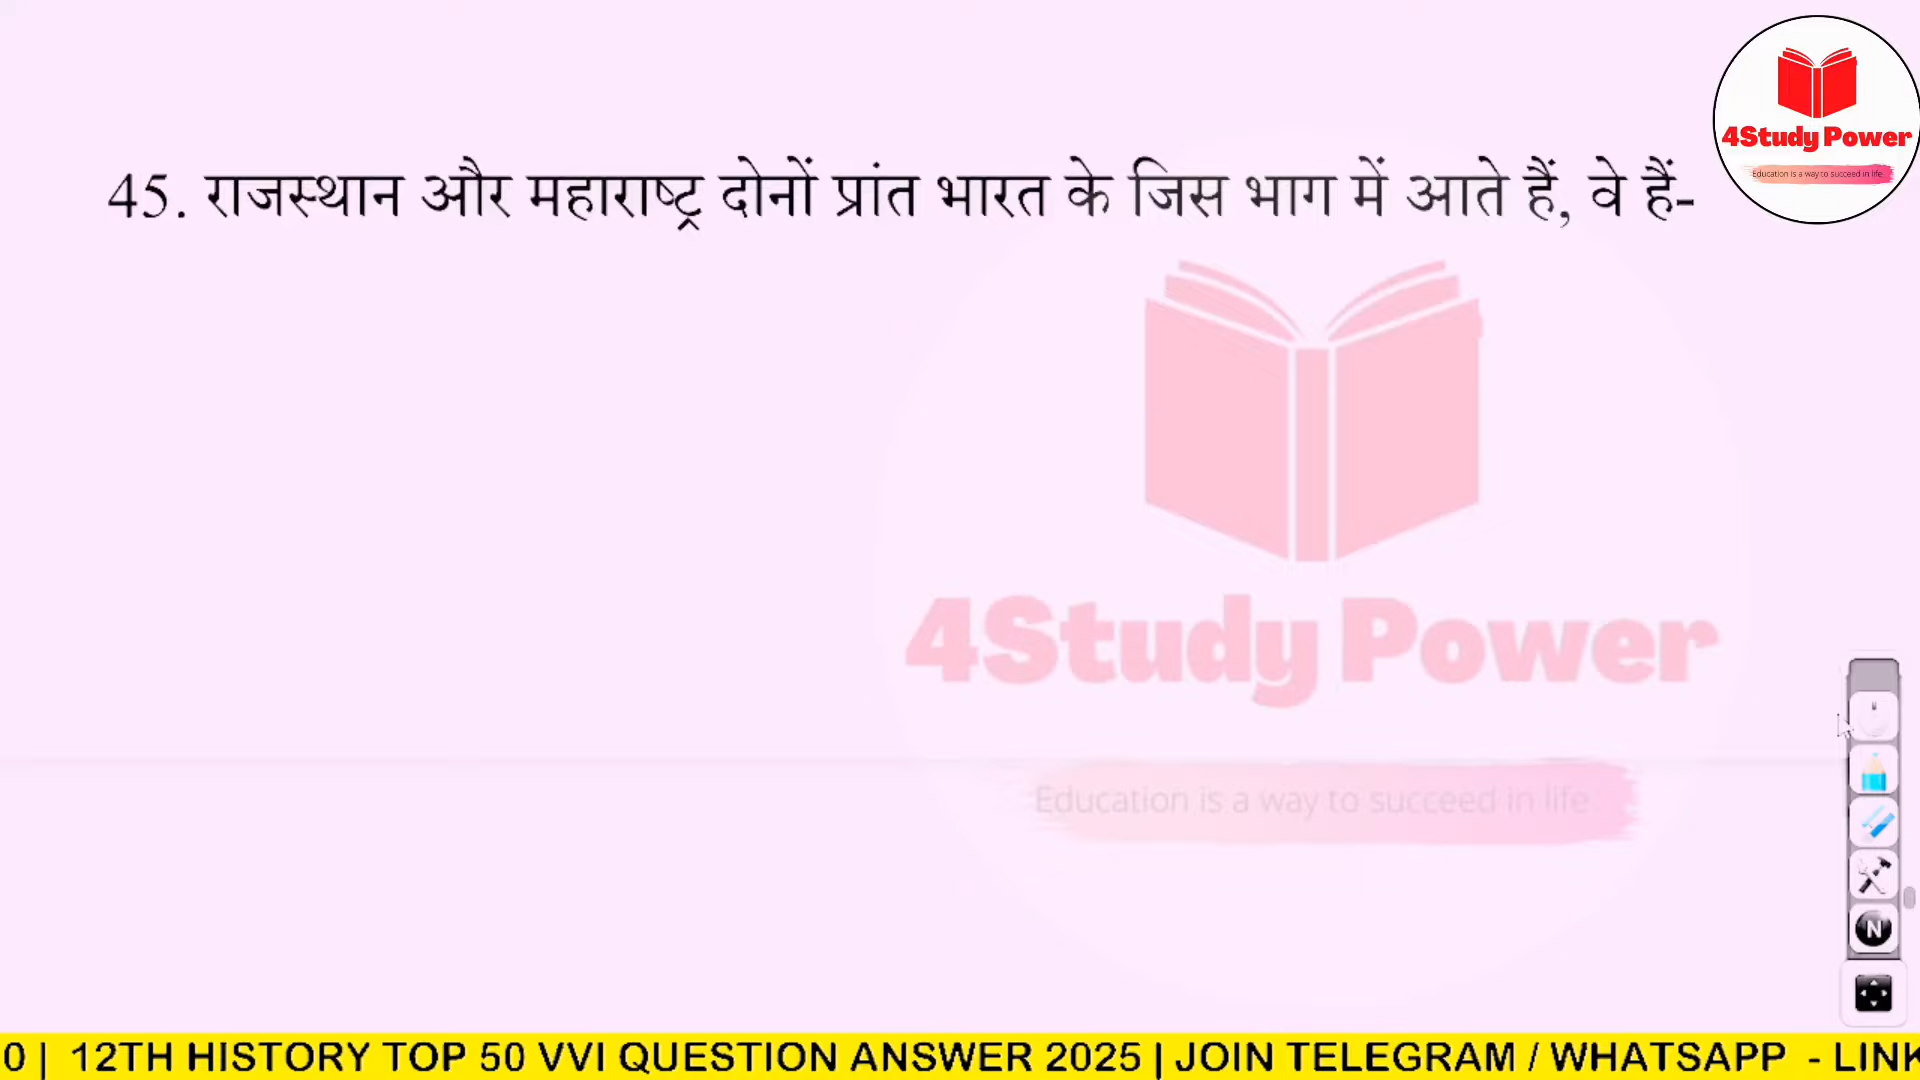 4Study Power
Education is a way to succeed in life
45. राजस्थान और महाराष्ट्र दोनों प्रांत भारत के जिस भाग में आते हैं, वे हैं-
4Study Power
Education is a way to succeed in life
N
0 | 12TH HISTORY TOP 50 VVI QUESTION ANSWER 2025 | JOIN TELEGRAM / WHATSAPP - LINK